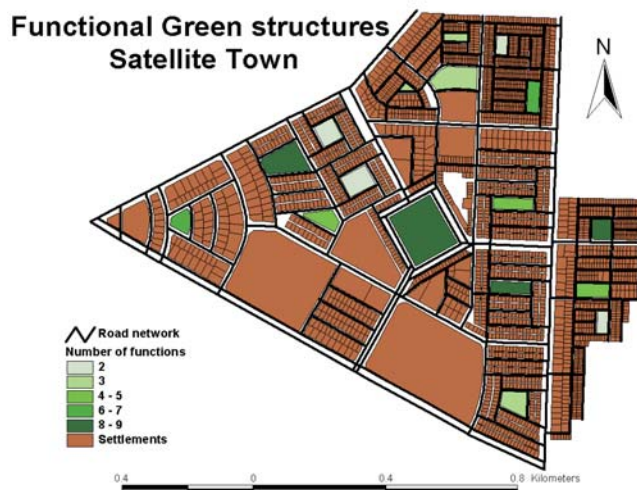 Functional Green structures
Satellite Town
N
Road network
Number of functions
2
3
4 - 5
6 - 7
8 - 9
Settlements
0.4 0 0.4 0.8 Kilometers